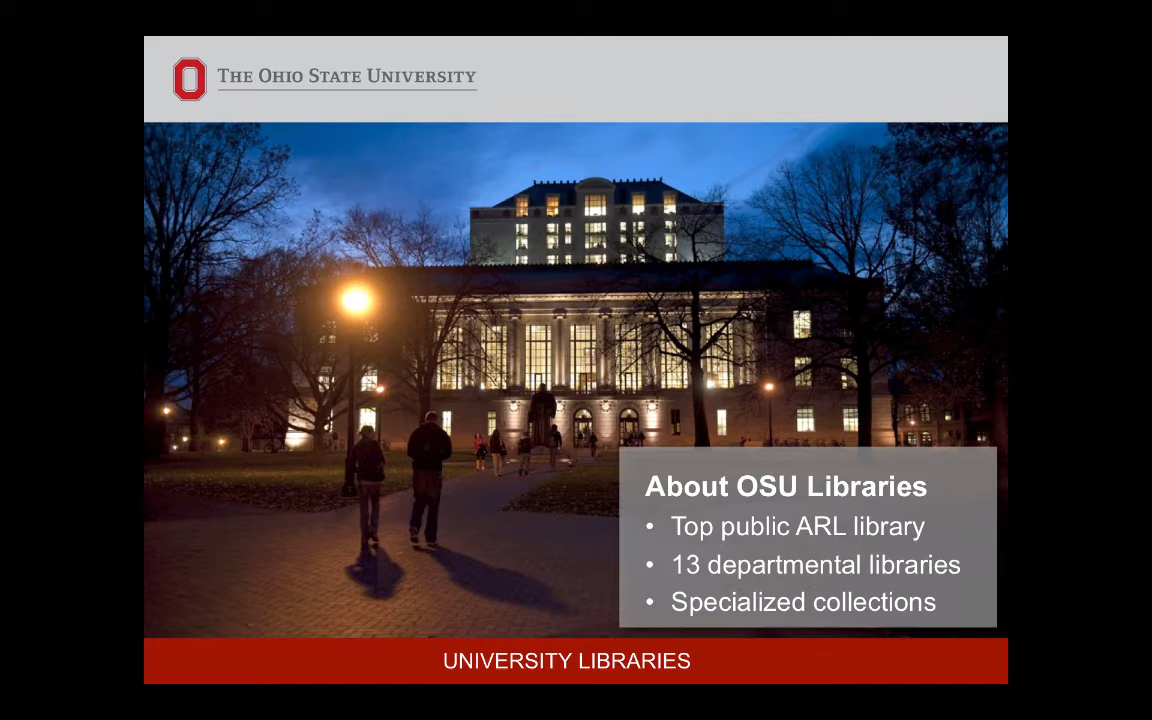 THE OHIO STATE UNIVERSITY
About OSU Libraries
• Top public ARL library
• 13 departmental libraries
• Specialized collections
UNIVERSITY LIBRARIES